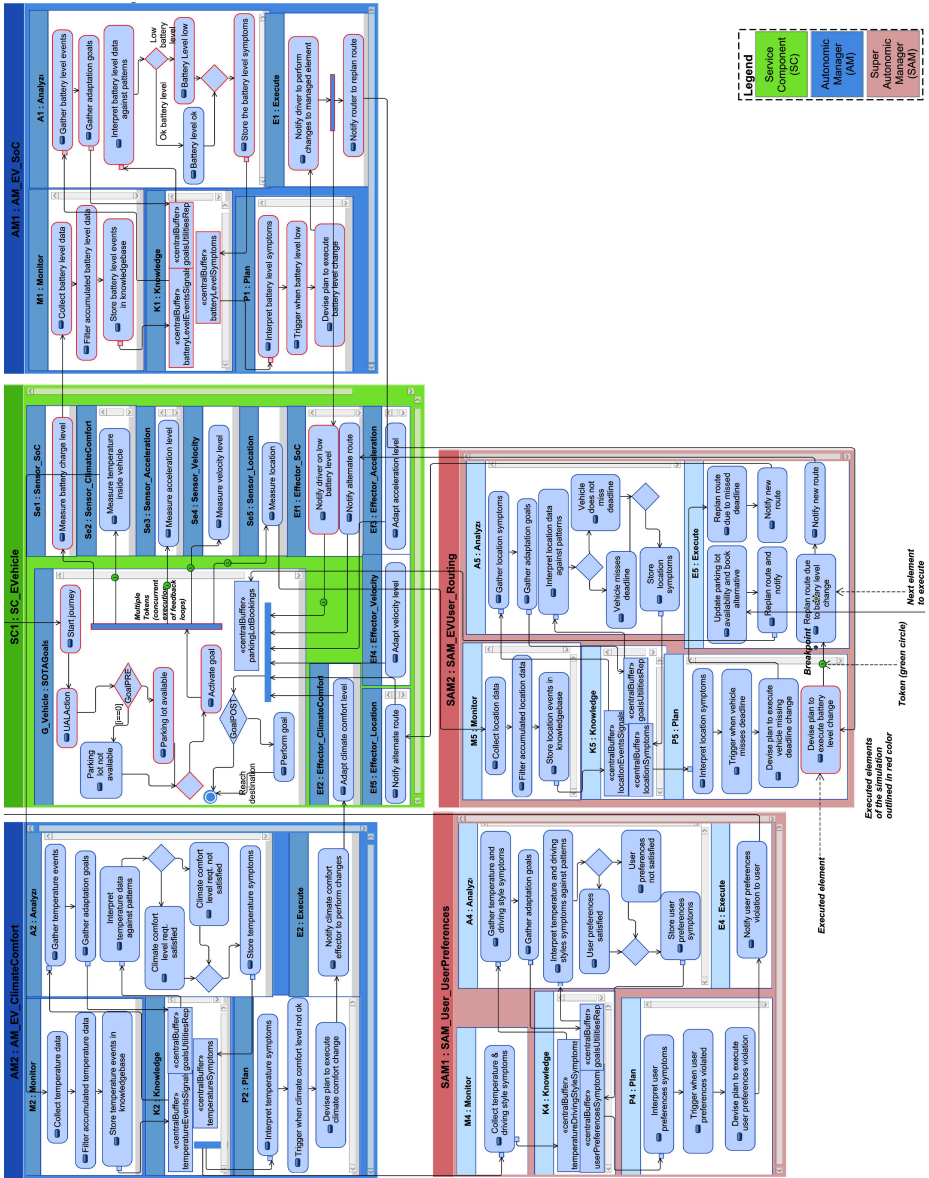 AM2 : AM_EV_ClimateComfort
M2 : Monitor
Collect temperature data
Filter accumulated temperature data
Store temperature events in
knowledgebase
K2 : Knowledge
«centralBuffer»
temperatureEventsSignals
«centralBuffer»
goalsUtilitiesRep
«centralBuffer»
temperatureSymptoms
P2 : Plan
Interpret temperature symptoms
Trigger when climate comfort level not ok
Devise plan to execute
climate comfort change
A2 : Analyzı
Gather temperature events
Gather adaptation goals
Interpret
temperature data
against patterns
Climate comfort
level reqt.
satisfied
Climate comfort
level reqt. not
satisfied
Store temperature symptoms
E2 : Execute
Notify climate comfort
effector to perform changes
SC1 : SC_EVehicle
G_Vehicle : SOTAGoals
Start journey
UALAction
GoalPRE
[i==0]
Parking
lot not
available
Parking lot available
Activate goal
GoalPOST
Reach
destination
Perform goal
Multiple
Tokens
(concurrent
execution
of feedback
loops)
«centralBuffer»
parkingLotBookings
Se1 : Sensor_SoC
Measure battery charge level
Se2 : Sensor_ClimateComfort
Measure temperature
inside vehicle
Se3 : Sensor_Acceleration
Measure acceleration level
Se4 : Sensor_Velocity
Measure velocity level
Se5 : Sensor_Location
Measure location
Ef1 : Effector_SoC
Notify driver on low
battery level
Notify alternate route
Ef2 : Effector_ClimateComfort
Adapt climate comfort level
Ef4 : Effector_Velocity
Adapt velocity level
Ef3 : Effector_Acceleration
Adapt acceleration level
Ef5 : Effector_Location
Notify alternate route
AM1 : AM_EV_SoC
M1 : Monitor
Collect battery level data
Filter accumulated battery level data
Store battery level events
in knowledgebase
K1 : Knowledge
«centralBuffer»
batteryLevelEventsSignals
«centralBuffer»
goalsUtilitiesRep
«centralBuffer»
batteryLevelSymptoms
P1 : Plan
Interpret battery level symptoms
Trigger when battery level low
Devise plan to execute
battery level change
A1 : Analyzı
Gather battery level events
Gather adaptation goals
Interpret battery level data
against patterns
Ok battery level
Low
battery
level
Battery level ok
Battery Level low
Store the battery level symptoms
E1 : Execute
Notify driver to perform
changes to managed element
Notify router to replan route
SAM1 : SAM_User_UserPreferences
M4 : Monitor
Collect temperature &
driving style symptoms
K4 : Knowledge
«centralBuffer»
temperatureDrivingStyleSymptoms
«centralBuffer»
userPreferencesSymptoms
«centralBuffer»
goalsUtilitiesRep
P4 : Plan
Interpret user
preferences symptoms
Trigger when user
preferences violated
Devise plan to execute
user preferences violation
A4 : Analyzı
Gather temperature and
driving style symptoms
Gather adaptation goals
Interpret temperature and driving
styles symptoms against patterns
User preferences
satisfied
User
preferences
not satisfied
Store user
preferences
symptoms
E4 : Execute
Notify user preferences
violation to user
SAM2 : SAM_EVUser_Routing
M5 : Monitor
Collect location data
Filter accumulated location data
Store location events in
knowledgebase
K5 : Knowledge
«centralBuffer»
locationEventsSignals
«centralBuffer»
goalsUtilitiesRep
«centralBuffer»
locationSymptoms
P5 : Plan
Interpret location symptoms
Trigger when vehicle
misses deadline
Devise plan to execute
vehicle missing
deadline change
Devise plan to
execute battery
level change
A5 : Analyzı
Gather location symptoms
Gather adaptation goals
Interpret location data
against patterns
Vehicle misses
deadline
Vehicle
does not
miss
deadline
Store
location
symptoms
E5 : Execute
Update parking lot
availability and book
alternative
Replan route
due to missed
deadline
Replan route and
notify
Notify new
route
Breakpoint
Replan route due
to battery level
change
Notify new route
Executed element
Executed elements
of the simulation
outlined in red color
Token (green circle)
Next element
to execute
Legend
Service
Component
(SC)
Autonomic
Manager
(AM)
Super
Autonomic
Manager
(SAM)